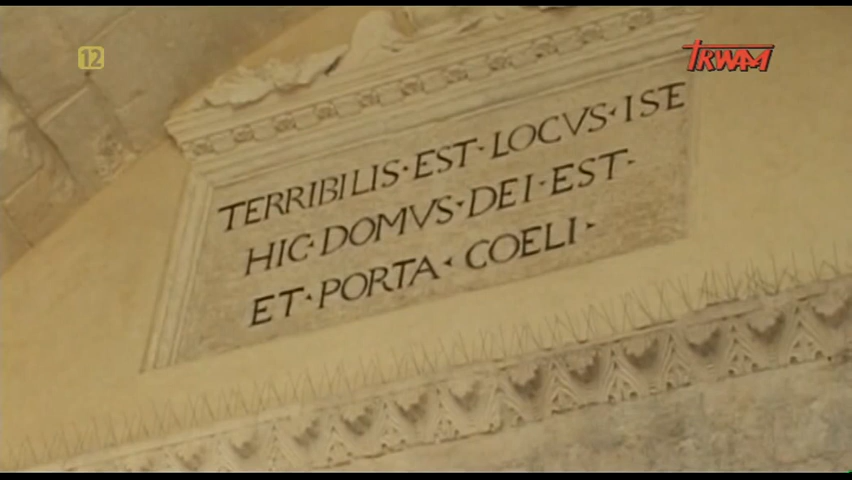 12
TRWAM
TERRIBILIS·EST·LOCVS·ISE
HIC·DOMVS·DEI·EST·
ET·PORTA·COELI·